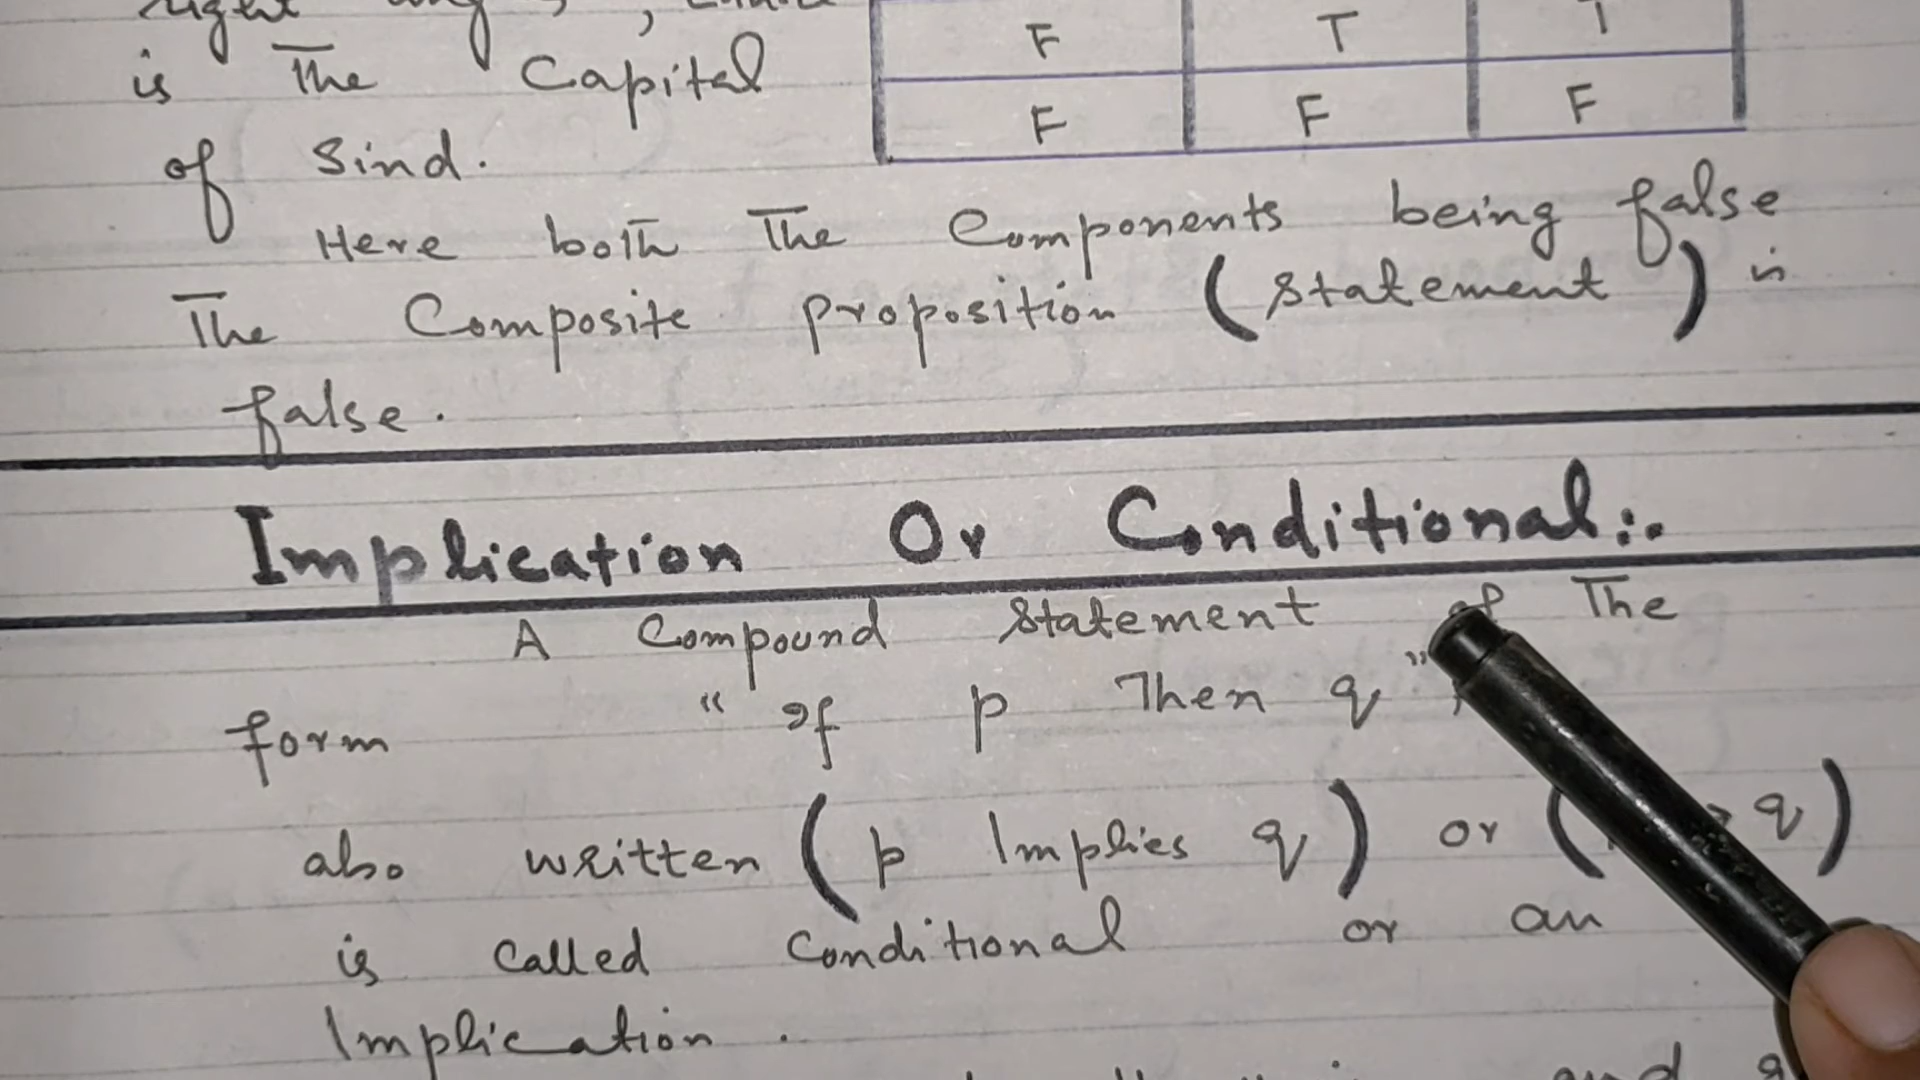 is The Capital
of Sind.
F T T
F F F
Here both The Components being false
The Composite proposition (statement) is
false.
Implication Or Conditional:.
A Compound statement of The
form “ If p Then q ”,
also written (p Implies q) or ( → q)
is called Conditional or an
Implication .
and